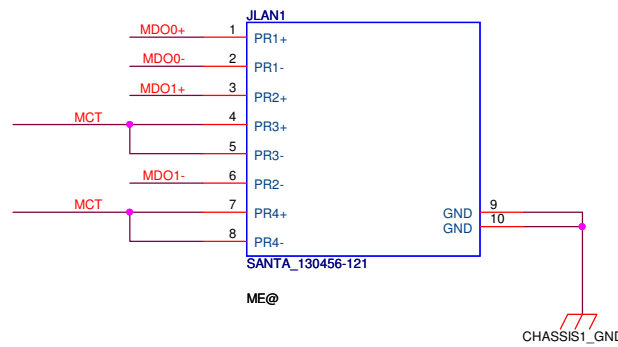 JLAN1
MDO0+ 1 PR1+
MDO0- 2 PR1-
MDO1+ 3 PR2+
MCT 4 PR3+
5 PR3-
MDO1- 6 PR2-
MCT 7 PR4+ GND 9
8 PR4- GND 10
SANTA_130456-121
ME@
CHASSIS1_GND